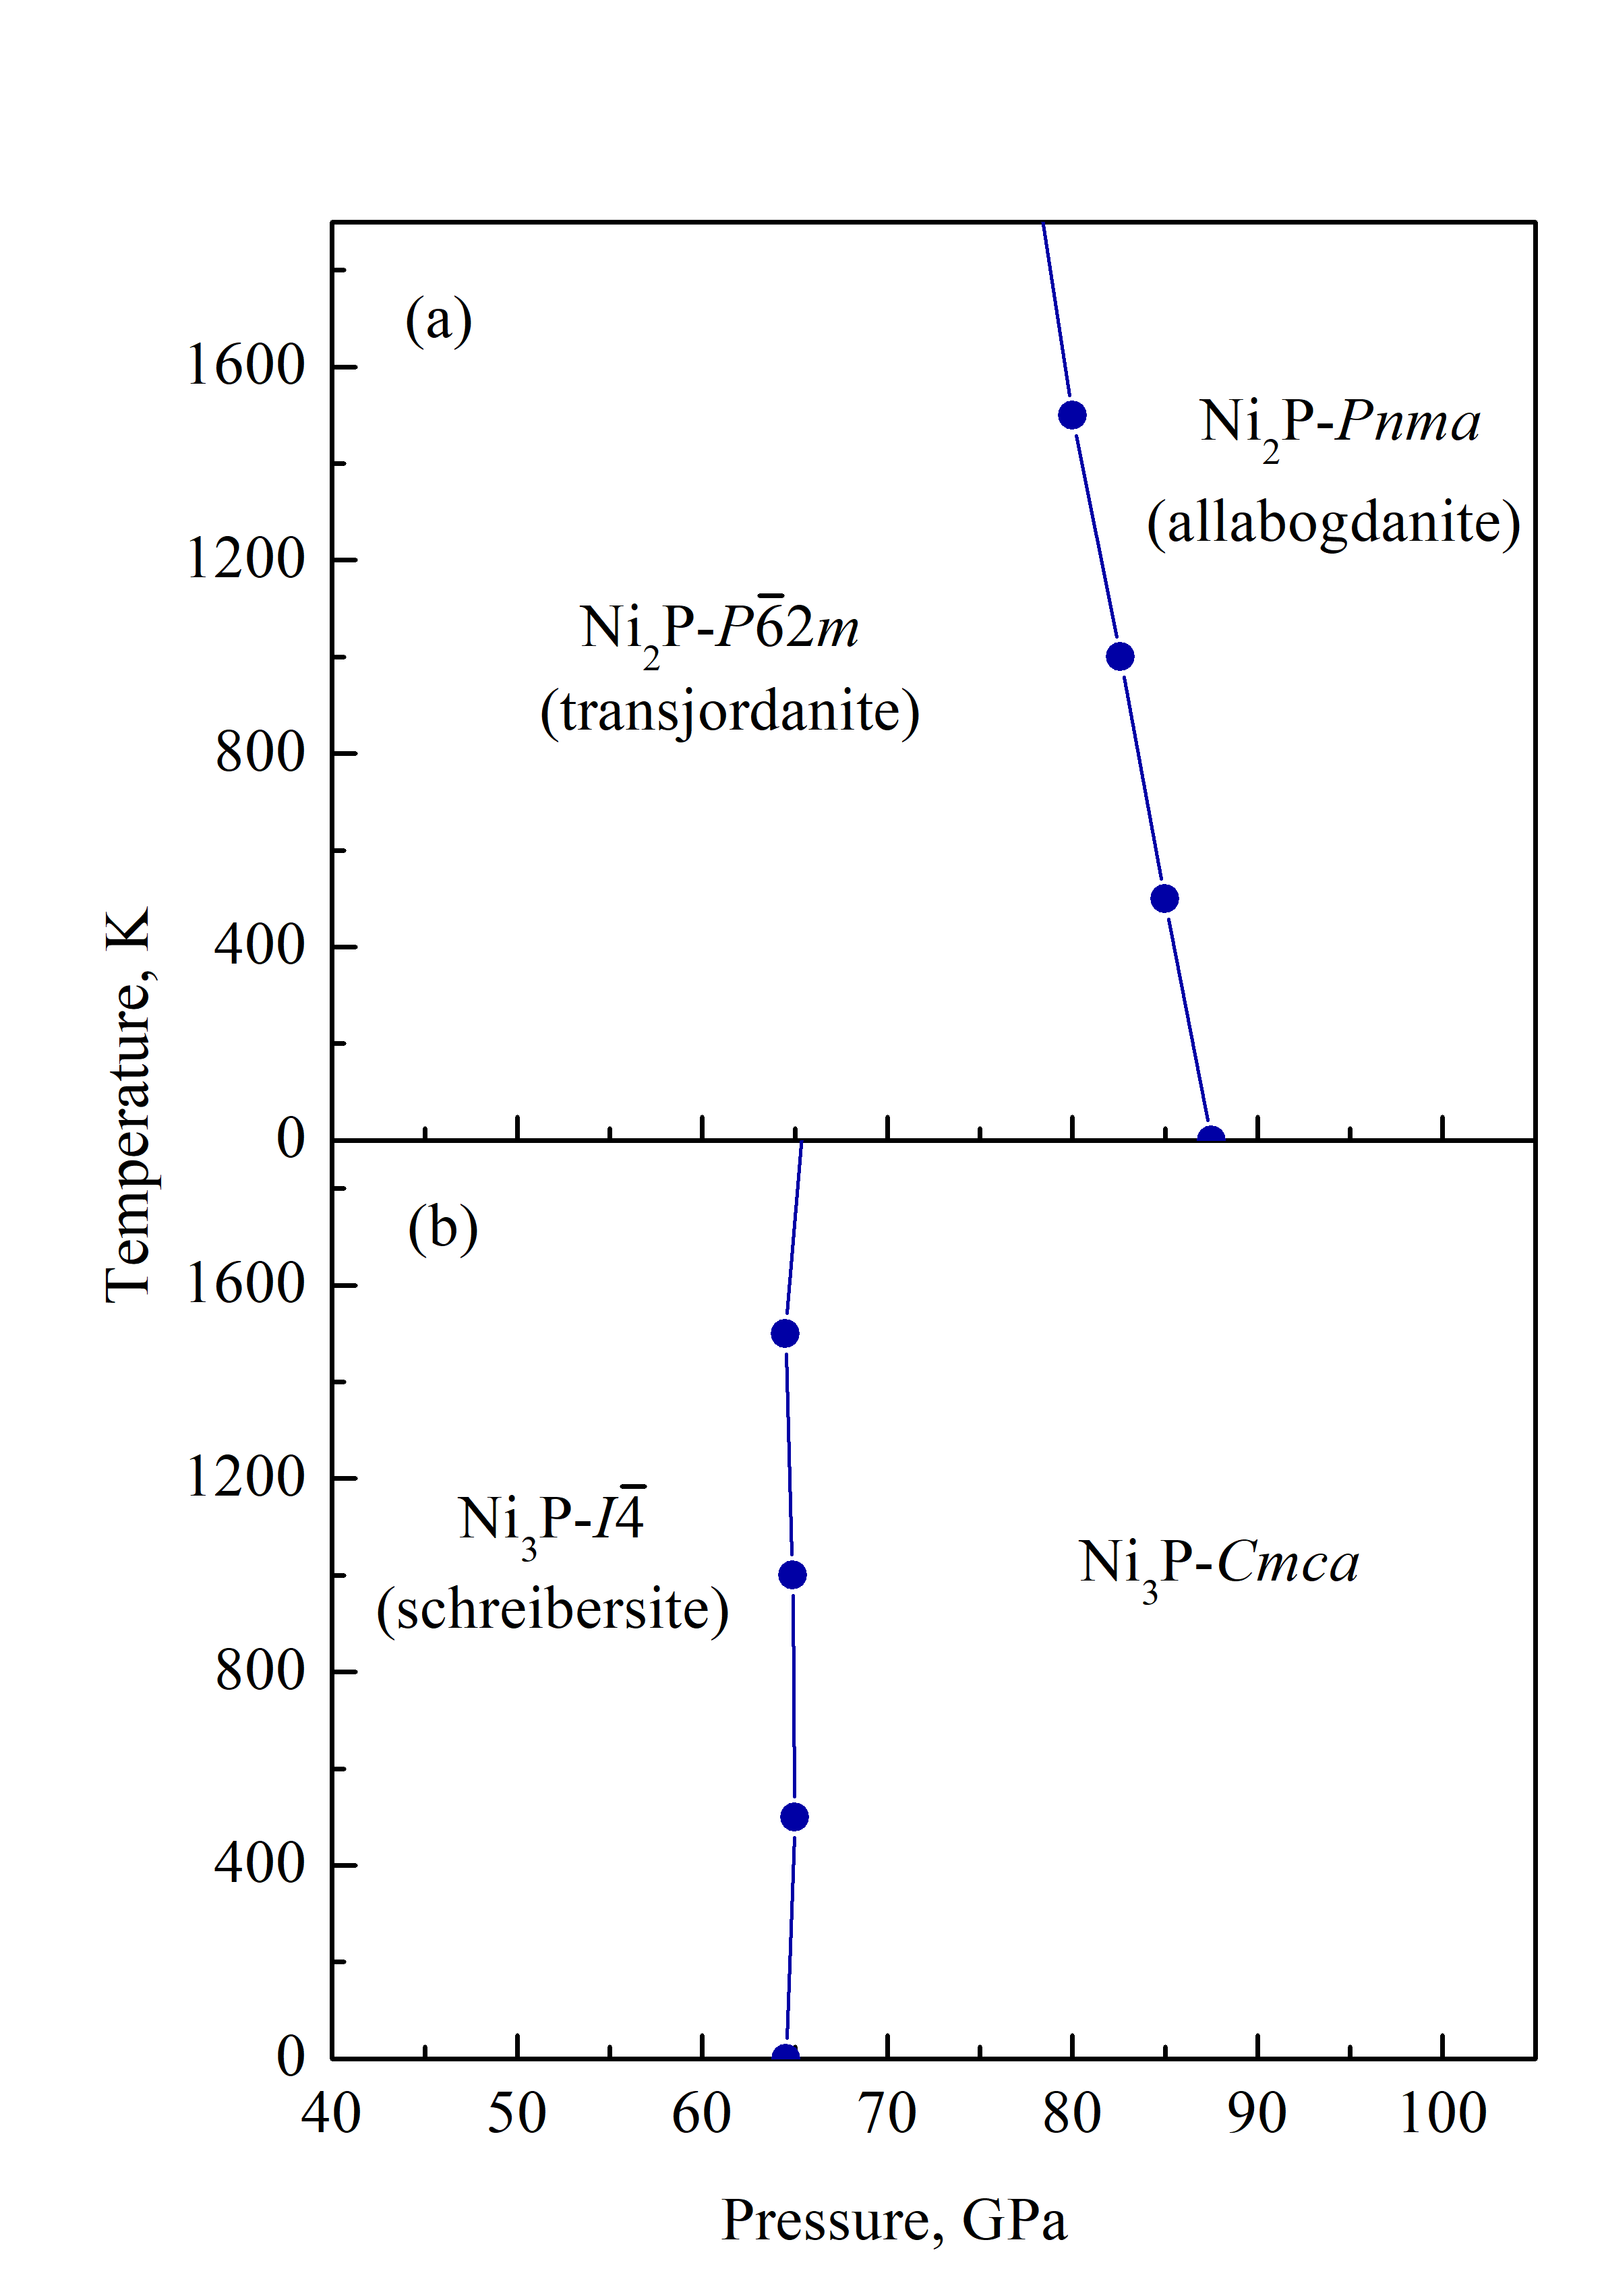 (a)
1600
Ni₂P-Pnma
(allabogdanite)
1200
Ni₂P-P6̅2m
(transjordanite)
800
400
0
Temperature, K
(b)
1600
1200
Ni₃P-I4̅
(schreibersite)
Ni₃P-Cmca
800
400
0
40 50 60 70 80 90 100
Pressure, GPa